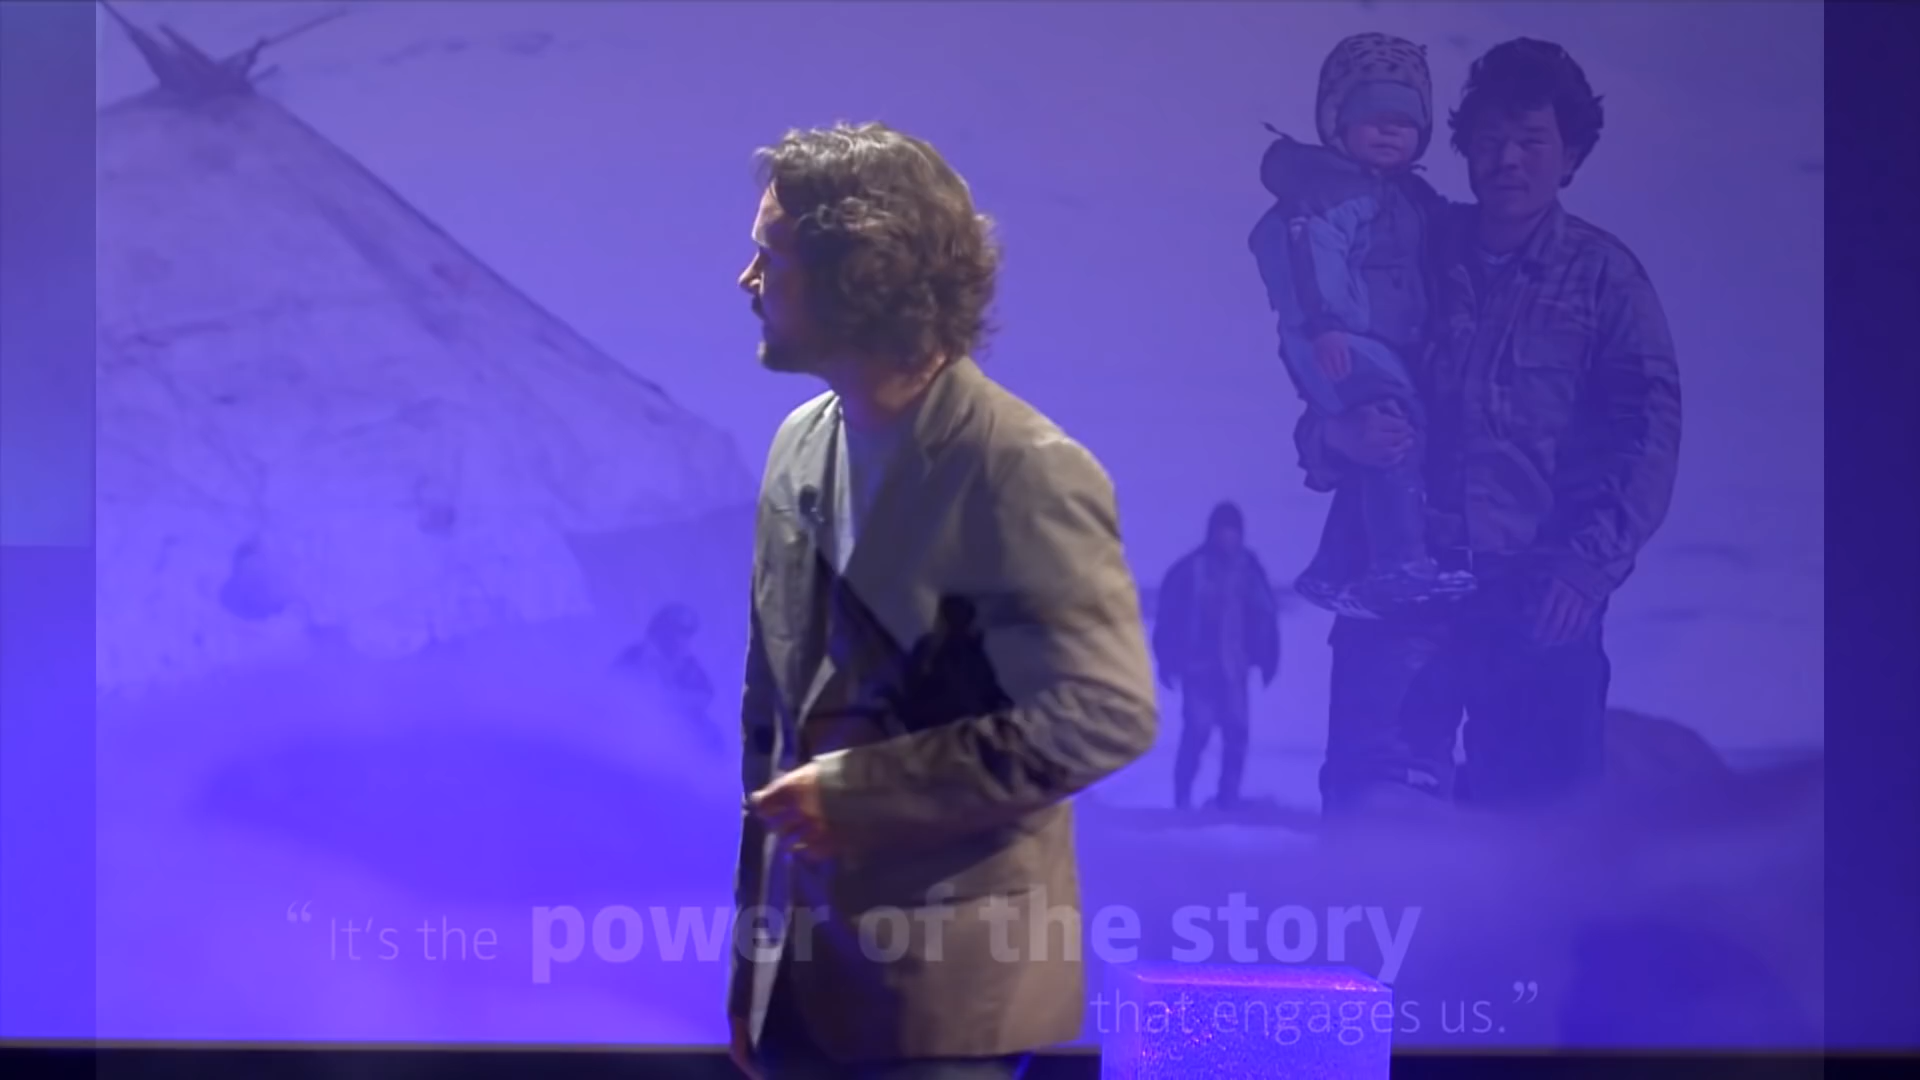 “ It‘s the power of the story
that engages us.”